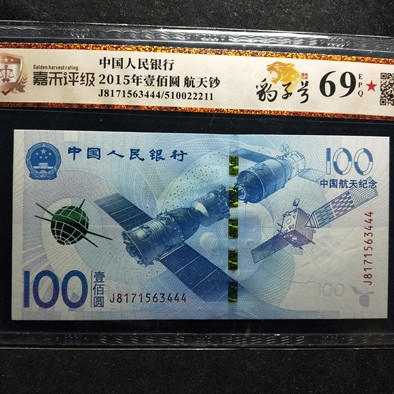 Golden harvest rating
嘉禾评级
中国人民银行
2015年壹佰圆 航天钞
J8171563444/510022211
豹子号
69
EPQ
★
中国人民银行
100
中国航天纪念
J8171563444
100
壹佰圆
J8171563444
100